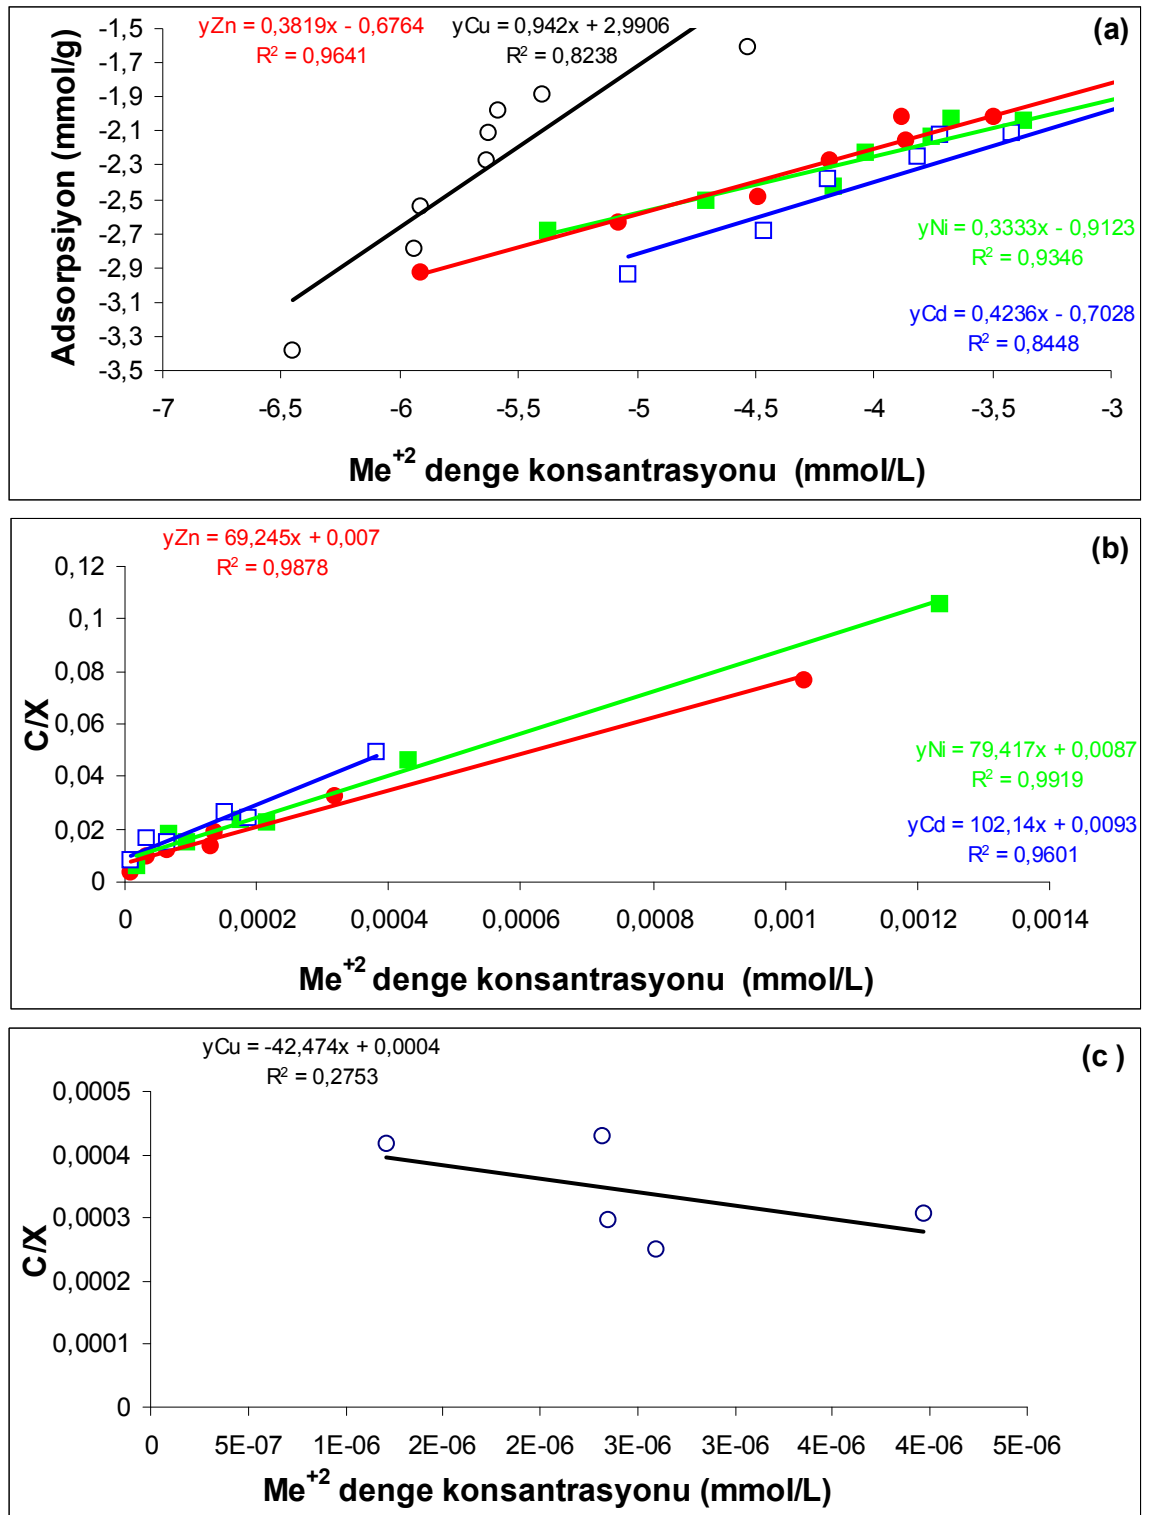 yZn = 0,3819x - 0,6764 yCu = 0,942x + 2,9906 (a)
R² = 0,9641 R² = 0,8238
Adsorpsiyon (mmol/g)
-1,5
-1,7
-1,9
-2,1
-2,3
-2,5
-2,7
-2,9
-3,1
-3,3
-3,5
yNi = 0,3333x - 0,9123
R² = 0,9346
yCd = 0,4236x - 0,7028
R² = 0,8448
-7 -6,5 -6 -5,5 -5 -4,5 -4 -3,5 -3
Me⁺² denge konsantrasyonu (mmol/L)
yZn = 69,245x + 0,007 (b)
R² = 0,9878
C/X
0,12
0,1
0,08
0,06
0,04
0,02
0
yNi = 79,417x + 0,0087
R² = 0,9919
yCd = 102,14x + 0,0093
R² = 0,9601
0 0,0002 0,0004 0,0006 0,0008 0,001 0,0012 0,0014
Me⁺² denge konsantrasyonu (mmol/L)
yCu = -42,474x + 0,0004 (c )
R² = 0,2753
C/X
0,0005
0,0004
0,0003
0,0002
0,0001
0
0 5E-07 1E-06 2E-06 2E-06 3E-06 3E-06 4E-06 4E-06 5E-06
Me⁺² denge konsantrasyonu (mmol/L)